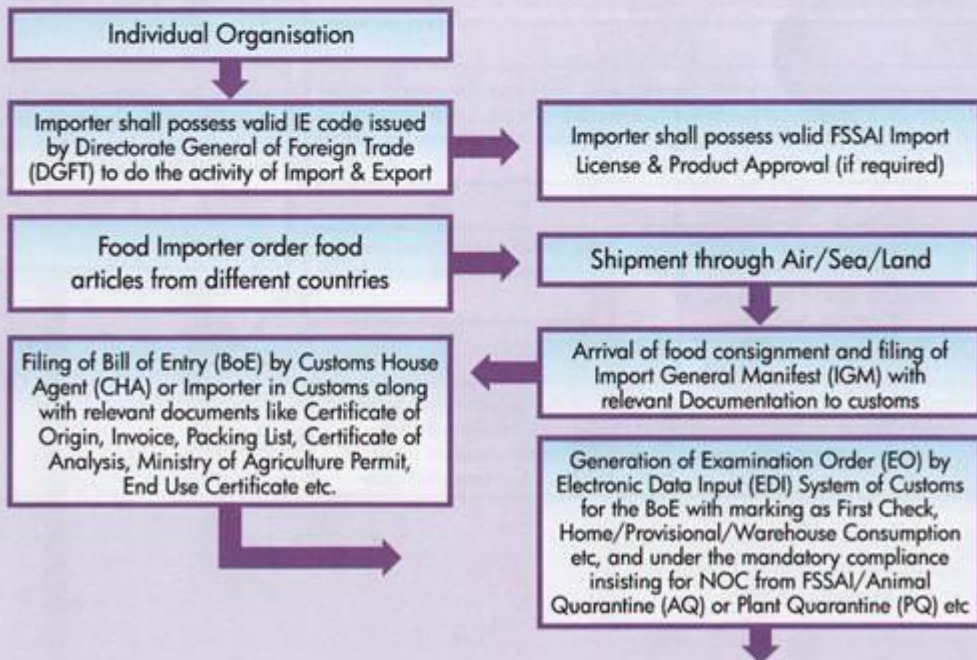 Individual Organisation
Importer shall possess valid IE code issued
by Directorate General of Foreign Trade
(DGFT) to do the activity of Import & Export
Importer shall possess valid FSSAI Import
License & Product Approval (if required)
Food Importer order food
articles from different countries
Shipment through Air/Sea/Land
Arrival of food consignment and filing of
Import General Manifest (IGM) with
relevant Documentation to customs
Filing of Bill of Entry (BoE) by Customs House
Agent (CHA) or Importer in Customs along
with relevant documents like Certificate of
Origin, Invoice, Packing List, Certificate of
Analysis, Ministry of Agriculture Permit,
End Use Certificate etc.
Generation of Examination Order (EO) by
Electronic Data Input (EDI) System of Customs
for the BoE with marking as First Check,
Home/Provisional/Warehouse Consumption
etc, and under the mandatory compliance
insisting for NOC from FSSAI/Animal
Quarantine (AQ) or Plant Quarantine (PQ) etc